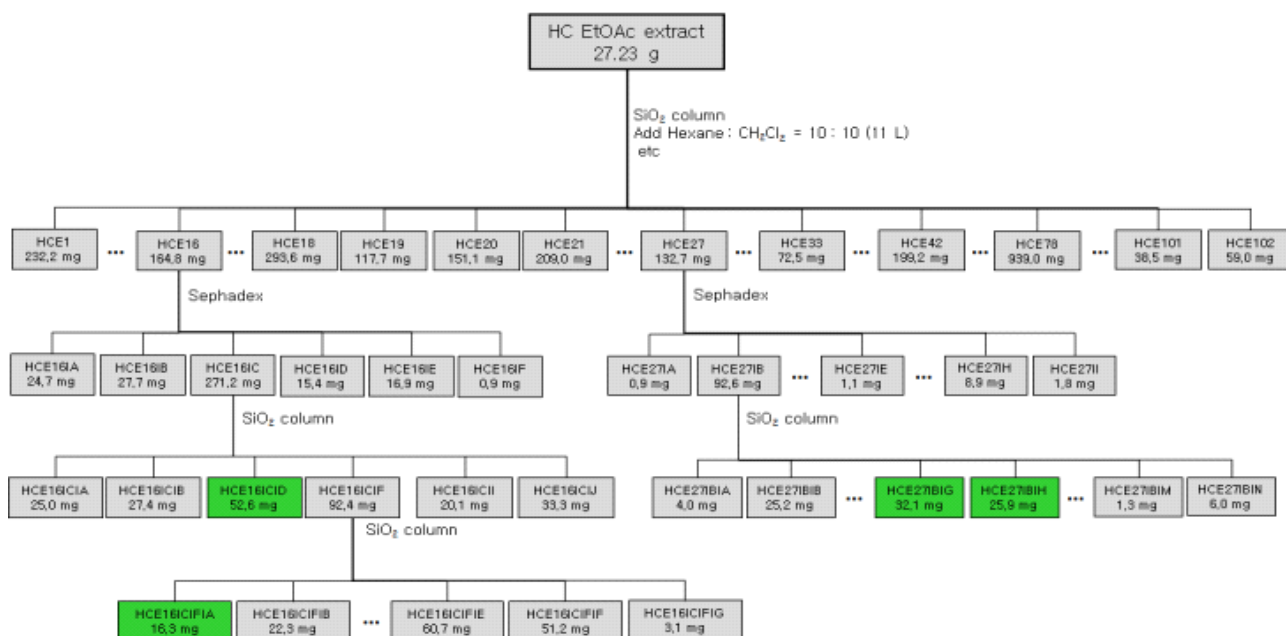 HC EtOAc extract
27.23 g
SiO₂ column
Add Hexane : CH₂Cl₂ = 10 : 10 (11 L)
etc
HCE1
232,2 mg
...
HCE16
164,8 mg
...
HCE18
293,6 mg
HCE19
117,7 mg
HCE20
151,1 mg
HCE21
209,0 mg
...
HCE27
132,7 mg
...
HCE33
72,5 mg
...
HCE42
199,2 mg
...
HCE78
939,0 mg
...
HCE101
38,5 mg
HCE102
59,0 mg
Sephadex
Sephadex
HCE16IA
24,7 mg
HCE16IB
27,7 mg
HCE16IC
271,2 mg
HCE16ID
15,4 mg
HCE16IE
16,9 mg
HCE16IF
0,9 mg
HCE27IA
0,9 mg
HCE27IB
92,6 mg
...
HCE27IE
1,1 mg
...
HCE27IH
8,9 mg
HCE27II
1,8 mg
SiO₂ column
SiO₂ column
HCE16ICIA
25,0 mg
HCE16ICIB
27,4 mg
HCE16ICID
52,6 mg
HCE16ICIF
92,4 mg
HCE16ICII
20,1 mg
HCE16ICIJ
33,3 mg
HCE27IBIA
4,0 mg
HCE27IBIB
25,2 mg
...
HCE27IBIG
32,1 mg
HCE27IBIH
25,9 mg
...
HCE27IBIM
1,3 mg
HCE27IBIN
6,0 mg
SiO₂ column
HCE16ICIFIA
16,3 mg
HCE16ICIFIB
22,3 mg
...
HCE16ICIFIE
60,7 mg
HCE16ICIFIF
51,2 mg
HCE16ICIFIG
3,1 mg